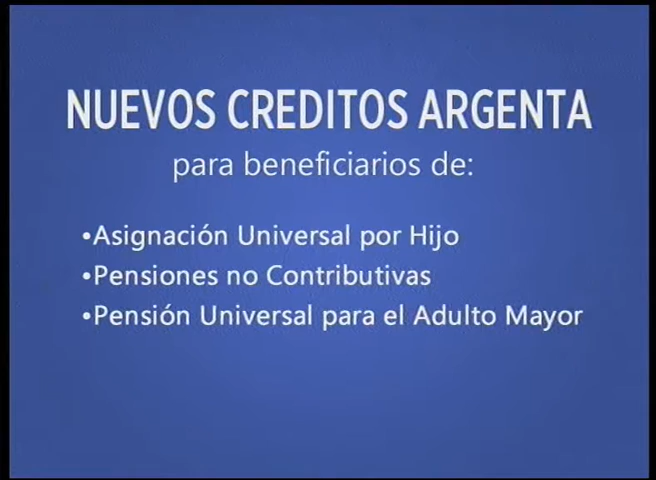 NUEVOS CREDITOS ARGENTA
para beneficiarios de:
•Asignación Universal por Hijo
•Pensiones no Contributivas
•Pensión Universal para el Adulto Mayor